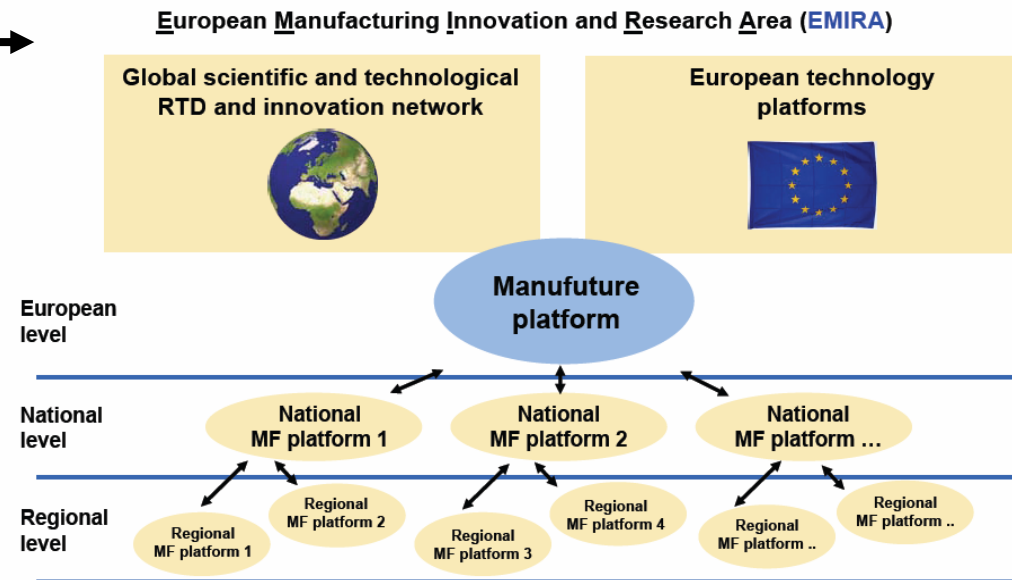 European Manufacturing Innovation and Research Area (EMIRA)
Global scientific and technological
RTD and innovation network
European technology
platforms
Manufuture
platform
European
level
National
level
National
MF platform 1
National
MF platform 2
National
MF platform ...
Regional
level
Regional
MF platform 1
Regional
MF platform 2
Regional
MF platform 3
Regional
MF platform 4
Regional
MF platform ..
Regional
MF platform ..